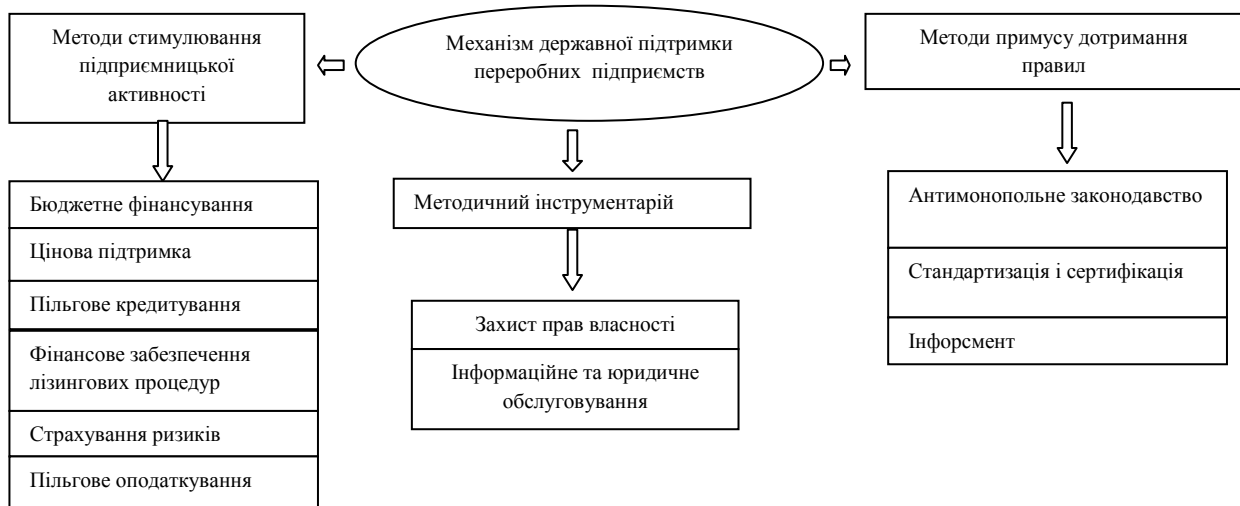 Методи стимулювання
підприємницької
активності
Механізм державної підтримки
переробних підприємств
Методи примусу дотримання
правил
Бюджетне фінансування
Цінова підтримка
Пільгове кредитування
Фінансове забезпечення
лізингових процедур
Страхування ризиків
Пільгове оподаткування
Методичний інструментарій
Захист прав власності
Інформаційне та юридичне
обслуговування
Антимонопольне законодавство
Стандартизація і сертифікація
Інфорсмент